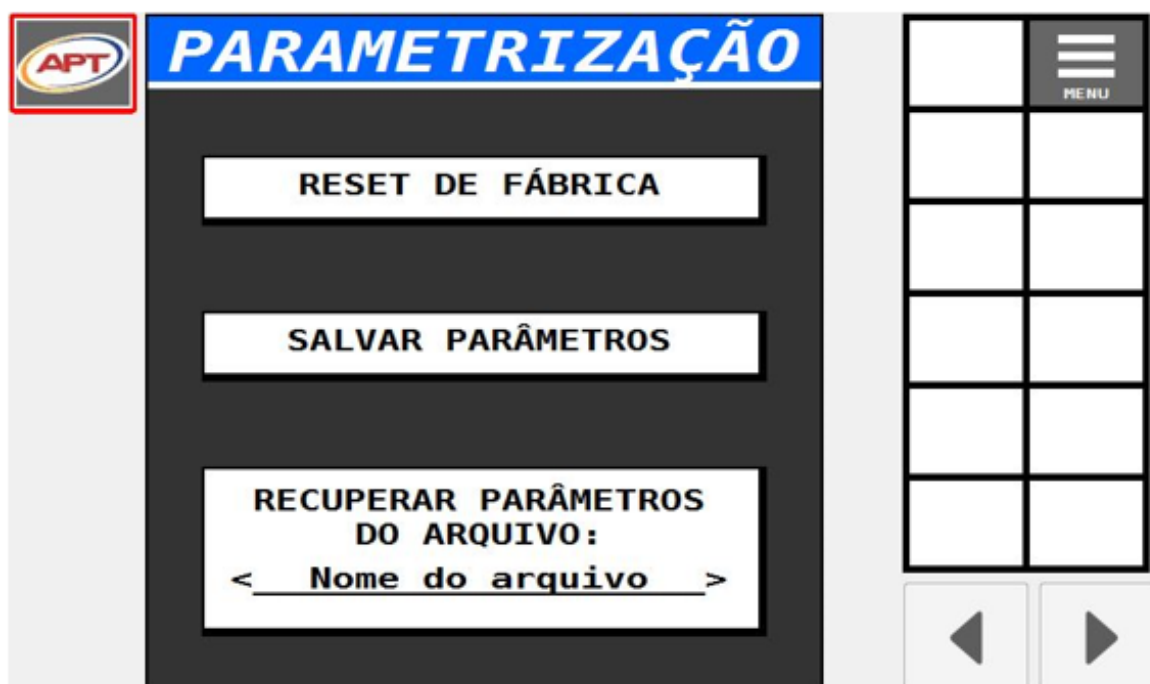 APT
PARAMETRIZAÇÃO
MENU
RESET DE FÁBRICA
SALVAR PARÂMETROS
RECUPERAR PARÂMETROS
DO ARQUIVO:
< Nome do arquivo >